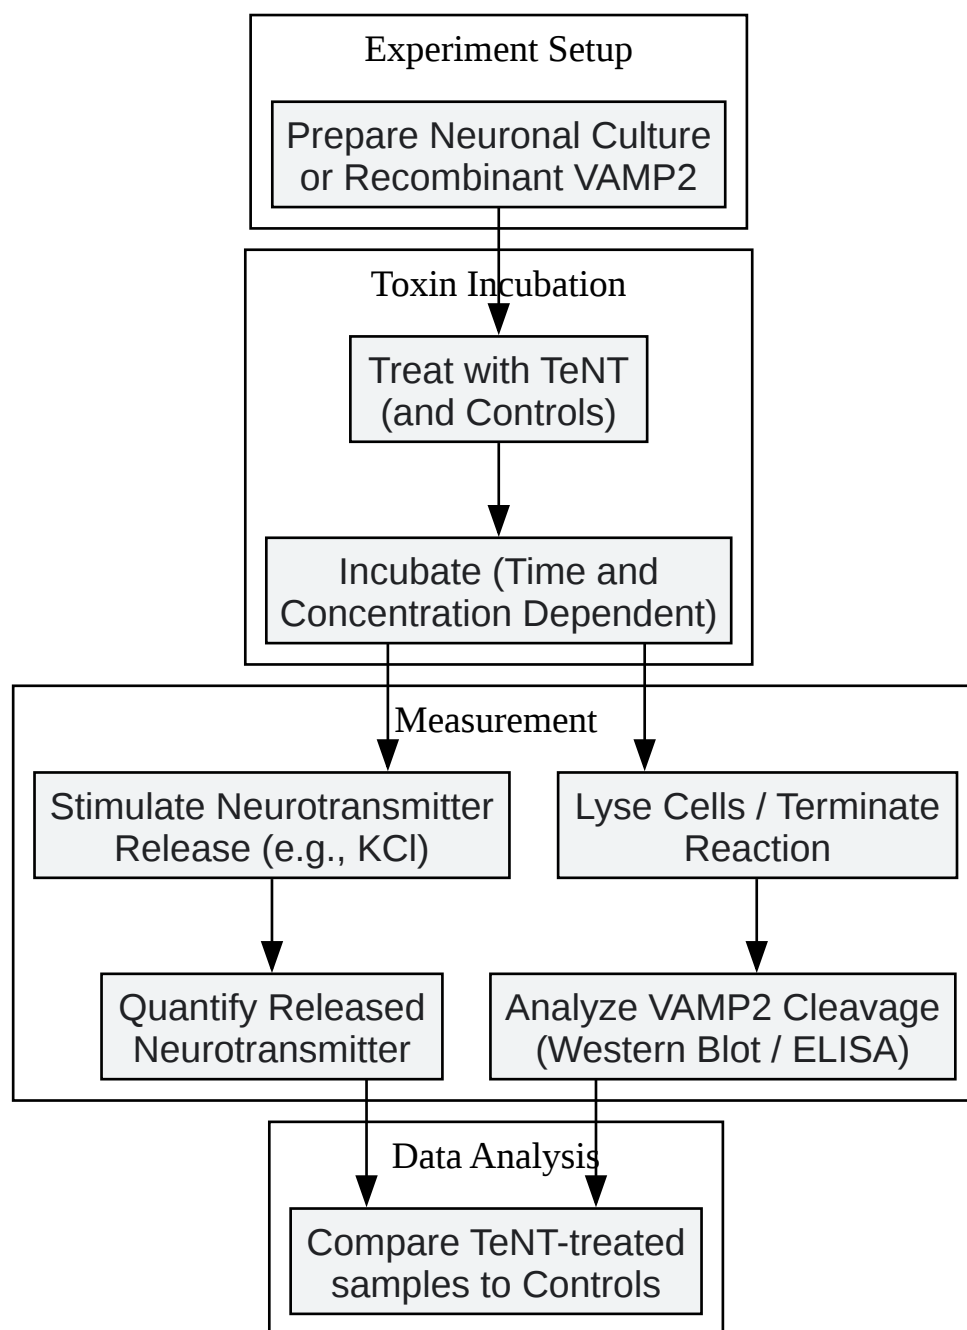 Experiment Setup
Prepare Neuronal Culture
or Recombinant VAMP2
Toxin Incubation
Treat with TeNT
(and Controls)
Incubate (Time and
Concentration Dependent)
Measurement
Stimulate Neurotransmitter
Release (e.g., KCl)
Lyse Cells / Terminate
Reaction
Quantify Released
Neurotransmitter
Analyze VAMP2 Cleavage
(Western Blot / ELISA)
Data Analysis
Compare TeNT-treated
samples to Controls